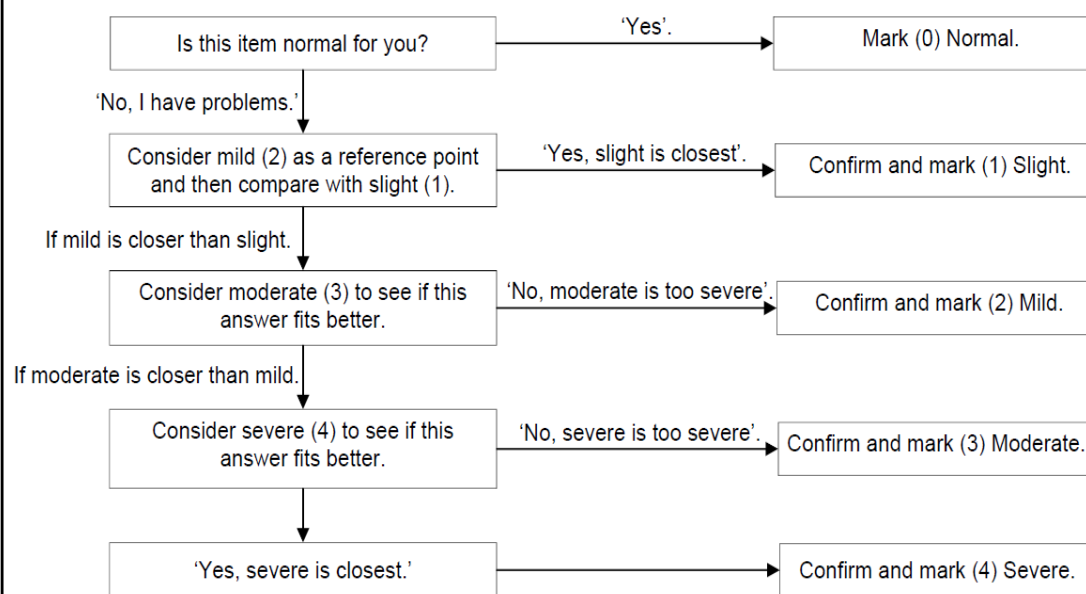 Is this item normal for you?
‘Yes’.
Mark (0) Normal.
‘No, I have problems.’
Consider mild (2) as a reference point
and then compare with slight (1).
‘Yes, slight is closest’.
Confirm and mark (1) Slight.
If mild is closer than slight.
Consider moderate (3) to see if this
answer fits better.
‘No, moderate is too severe’.
Confirm and mark (2) Mild.
If moderate is closer than mild.
Consider severe (4) to see if this
answer fits better.
‘No, severe is too severe’.
Confirm and mark (3) Moderate.
‘Yes, severe is closest.’
Confirm and mark (4) Severe.